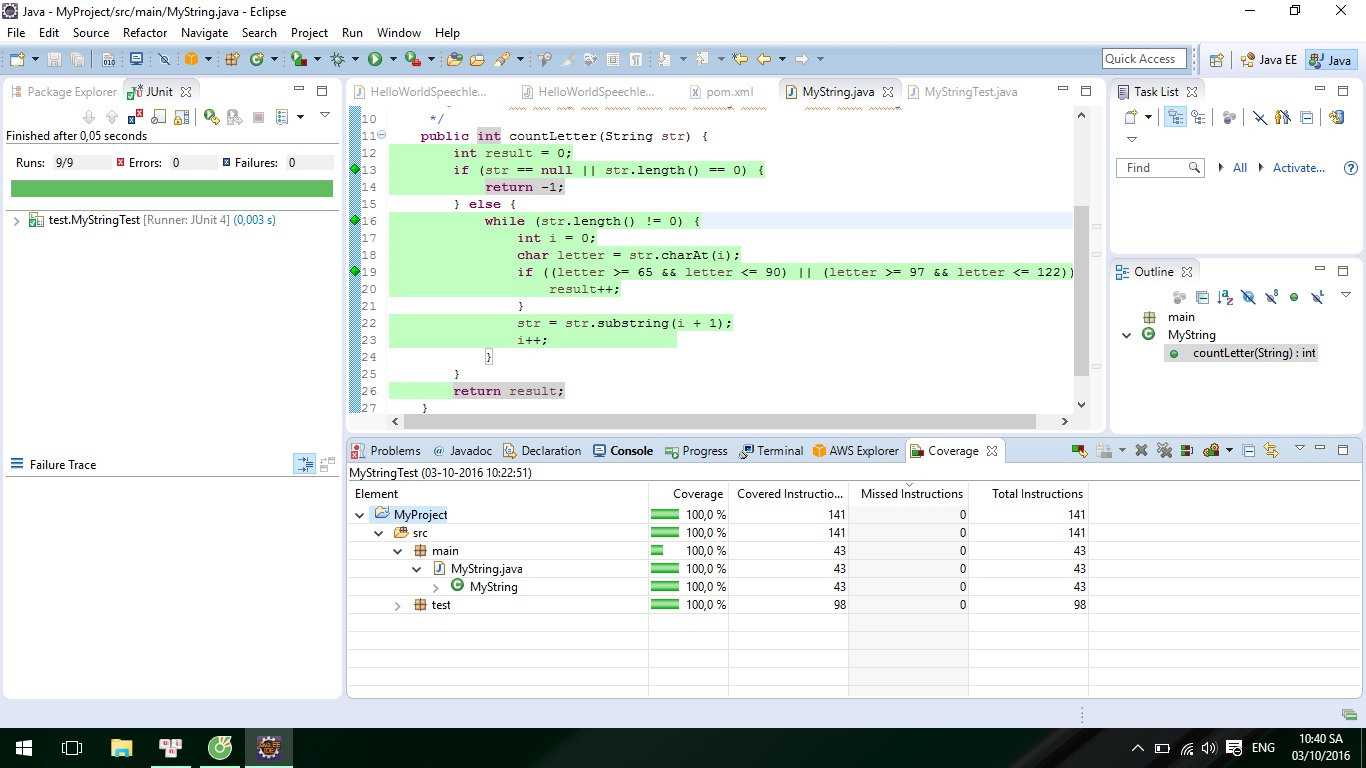 Java - MyProject/src/main/MyString.java - Eclipse
File Edit Source Refactor Navigate Search Project Run Window Help
Quick Access Java EE Java
Package Explorer JUnit
Finished after 0,05 seconds
Runs: 9/9 Errors: 0 Failures: 0
test.MyStringTest [Runner: JUnit 4] (0,003 s)
Failure Trace
HelloWorldSpeechle... HelloWorldSpeechle... pom.xml MyString.java MyStringTest.java
10 */
11 public int countLetter(String str) {
12 int result = 0;
13 if (str == null || str.length() == 0) {
14 return -1;
15 } else {
16 while (str.length() != 0) {
17 int i = 0;
18 char letter = str.charAt(i);
19 if ((letter >= 65 && letter <= 90) || (letter >= 97 && letter <= 122))
20 result++;
21 }
22 str = str.substring(i + 1);
23 i++;
24 }
25 }
26 return result;
27 }
Task List
Find All Activate...
Outline
main
MyString
countLetter(String) : int
Problems @ Javadoc Declaration Console Progress Terminal AWS Explorer Coverage
MyStringTest (03-10-2016 10:22:51)
Element Coverage Covered Instructio... Missed Instructions Total Instructions
MyProject 100,0 % 141 0 141
src 100,0 % 141 0 141
main 100,0 % 43 0 43
MyString.java 100,0 % 43 0 43
MyString 100,0 % 43 0 43
test 100,0 % 98 0 98
ENG
10:40 SA
03/10/2016